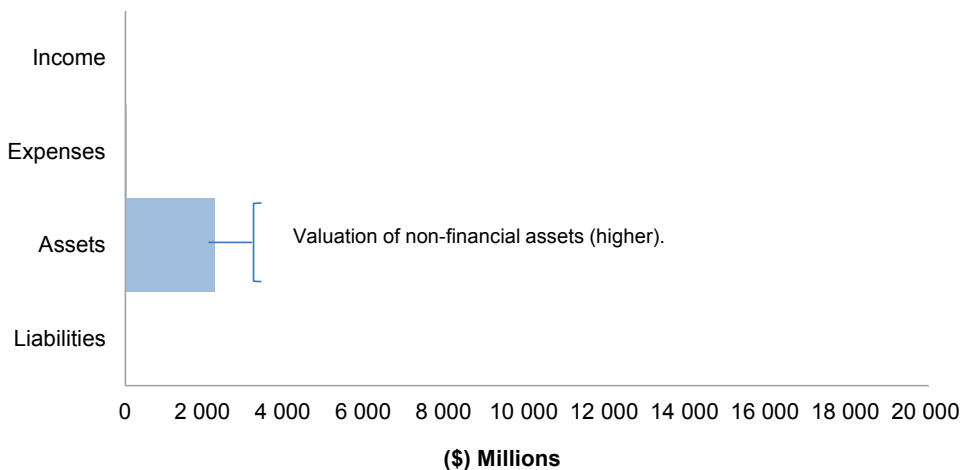 Income
Expenses
Assets
Valuation of non-financial assets (higher).
Liabilities
0 2 000 4 000 6 000 8 000 10 000 12 000 14 000 16 000 18 000 20 000
($) Millions